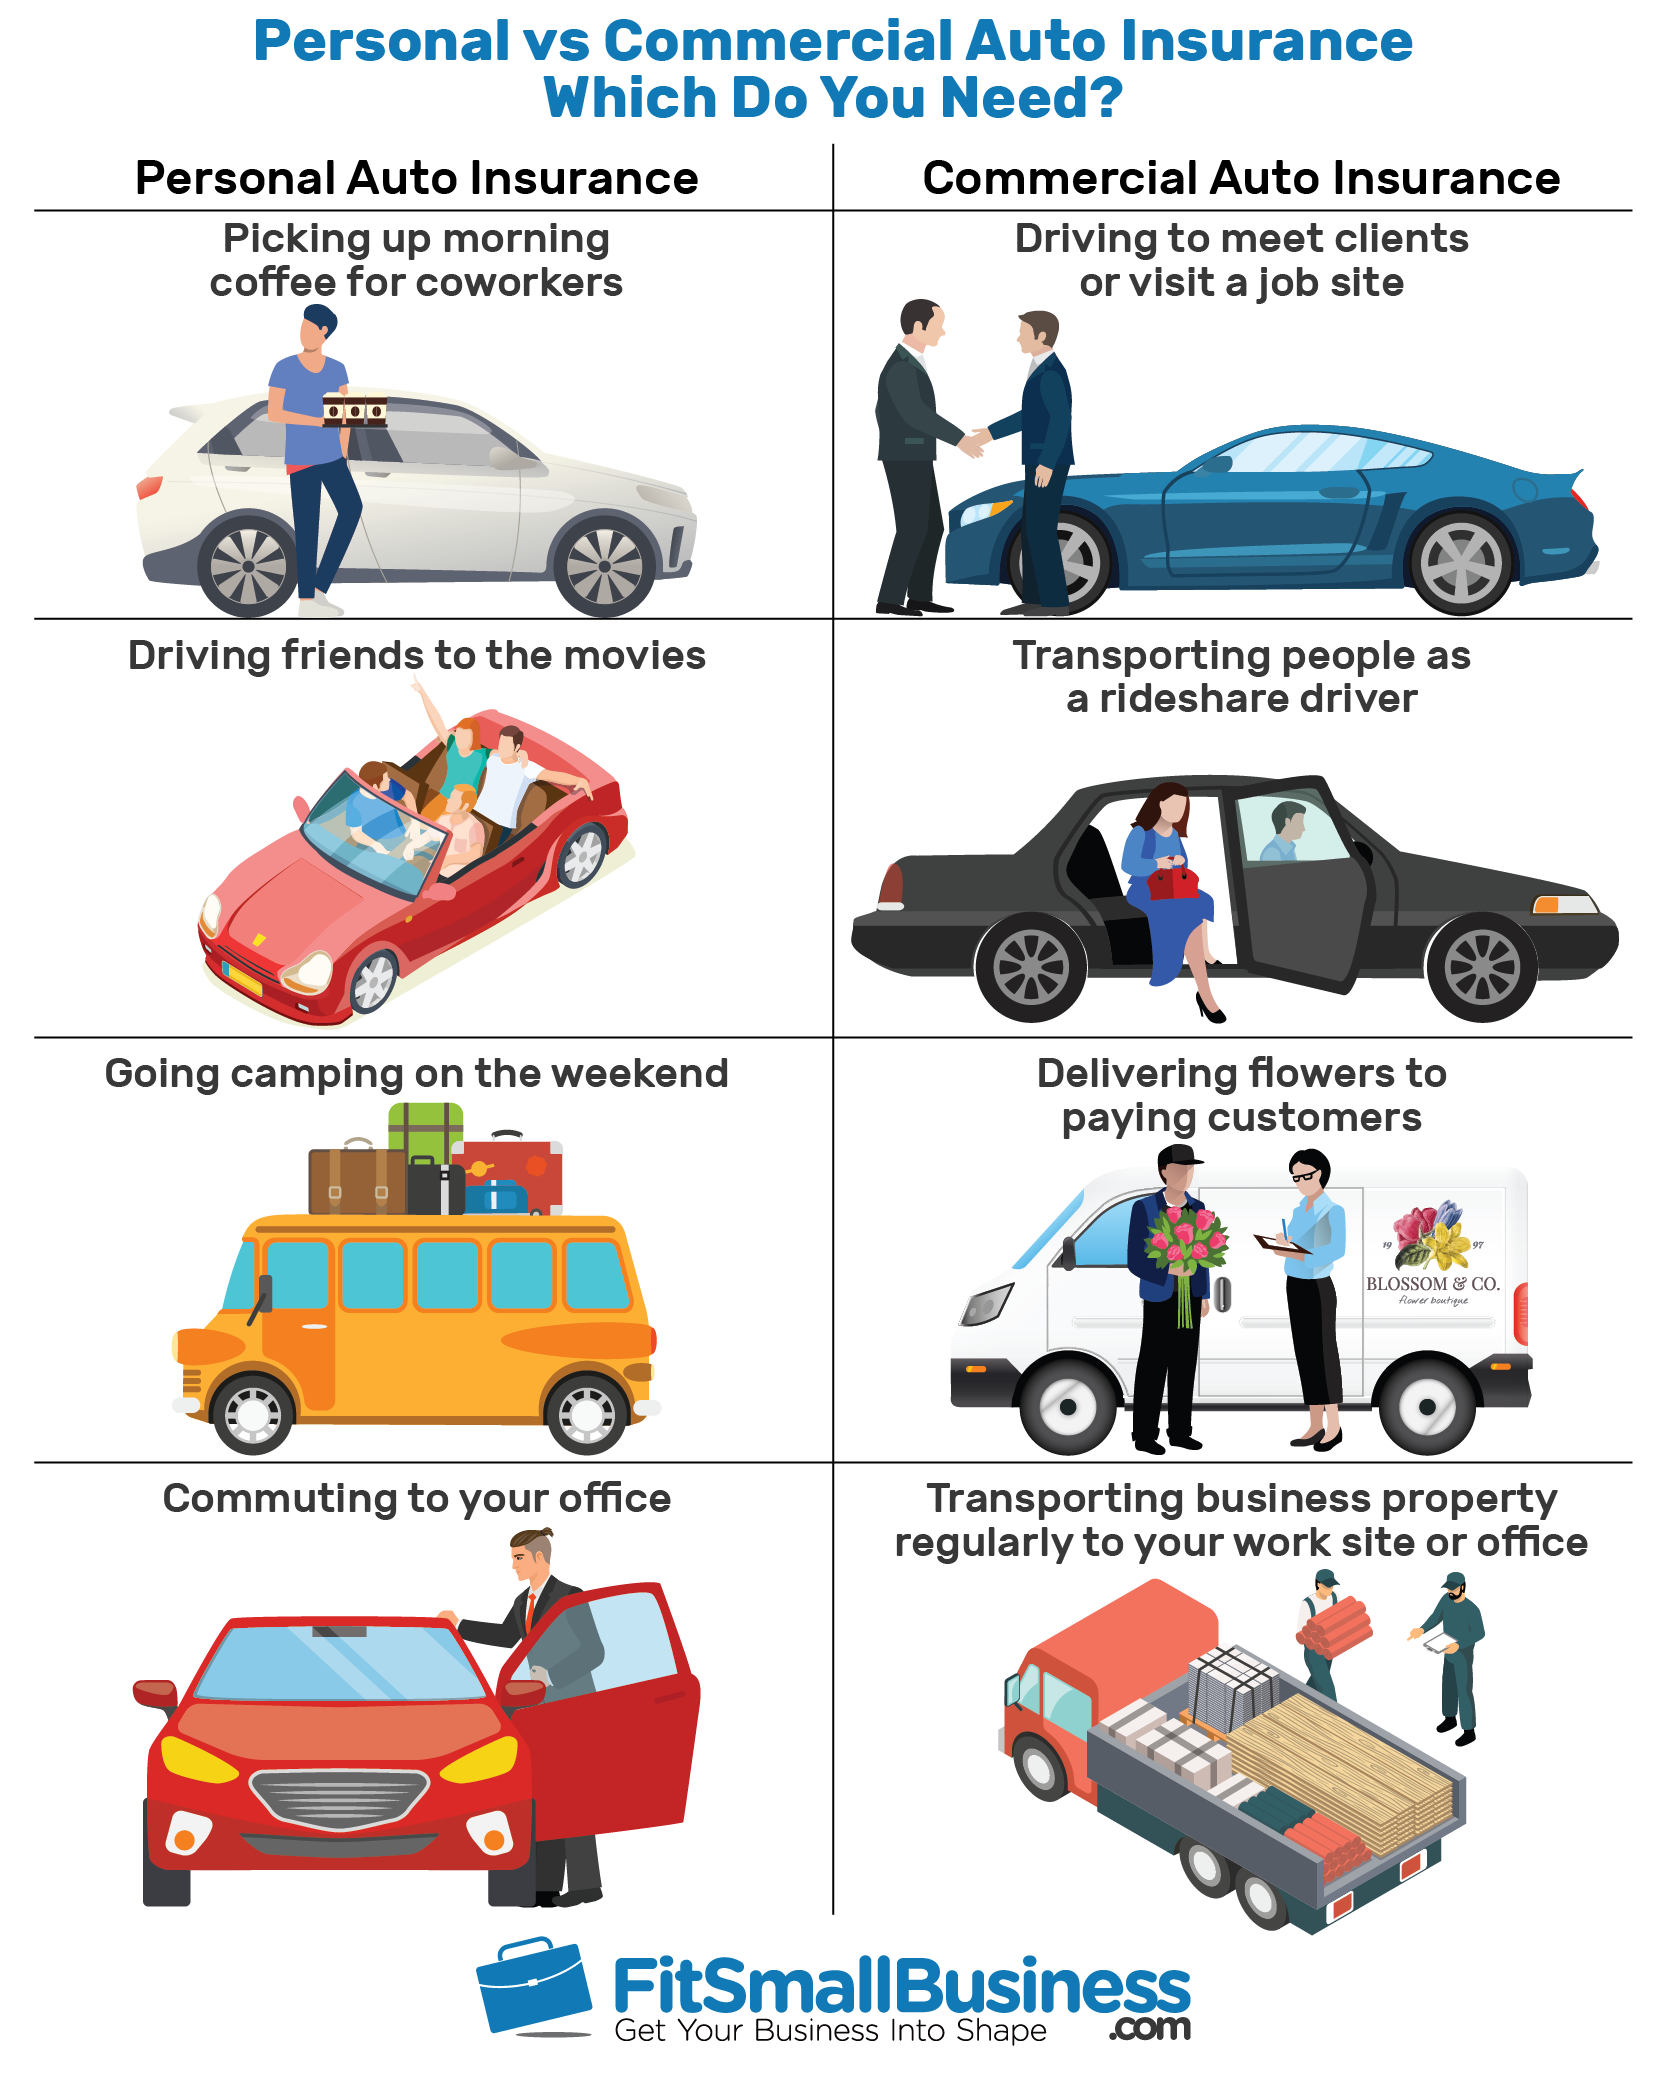 Personal vs Commercial Auto Insurance
Which Do You Need?
Personal Auto Insurance
Commercial Auto Insurance
Picking up morning
coffee for coworkers
Driving to meet clients
or visit a job site
Driving friends to the movies
Transporting people as
a rideshare driver
Going camping on the weekend
Delivering flowers to
paying customers
19 97
BLOSSOM & CO.
flower boutique
Commuting to your office
Transporting business property
regularly to your work site or office
FitSmallBusiness
.com
Get Your Business Into Shape